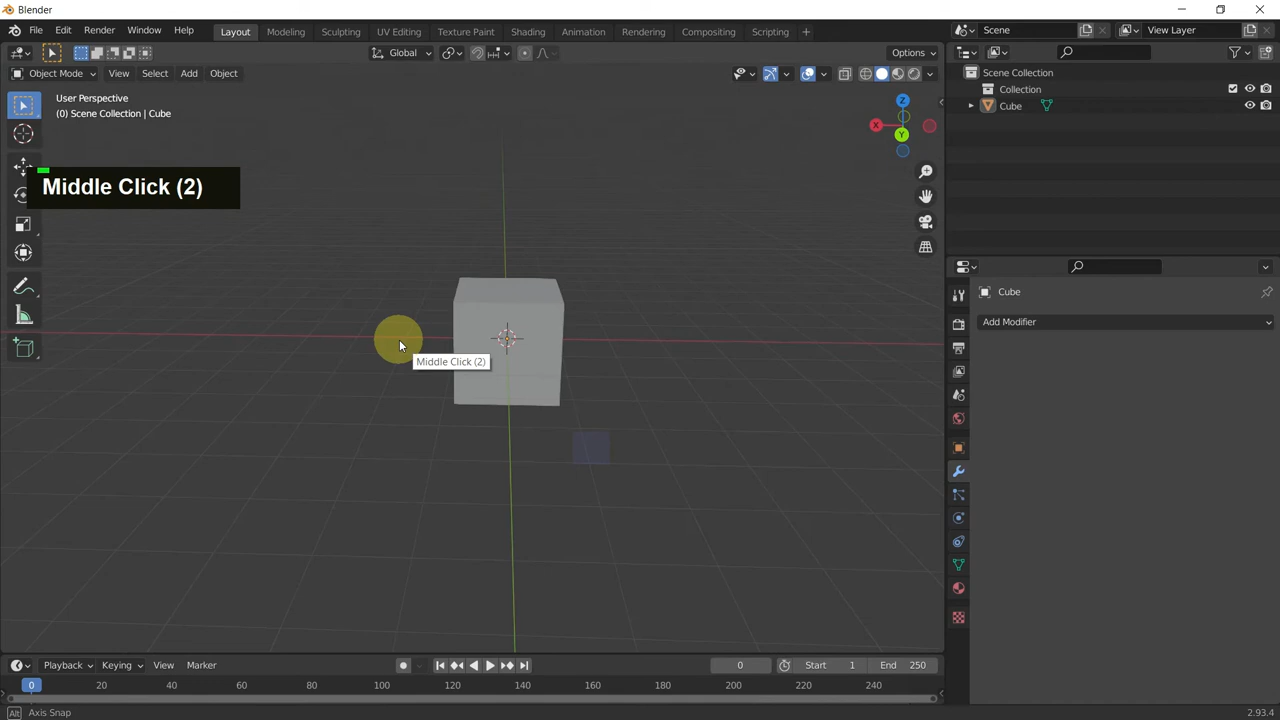 Blender
File Edit Render Window Help
Layout Modeling Sculpting UV Editing Texture Paint Shading Animation Rendering Compositing Scripting +
Scene
View Layer
Global
Options
Object Mode View Select Add Object
User Perspective
(0) Scene Collection | Cube
Z
X
Y
Middle Click (2)
Middle Click (2)
Scene Collection
Collection
Cube
Cube
Add Modifier
Playback Keying View Marker
0
Start 1
End 250
0 20 40 60 80 100 120 140 160 180 200 220 240
Alt Axis Snap
2.93.4